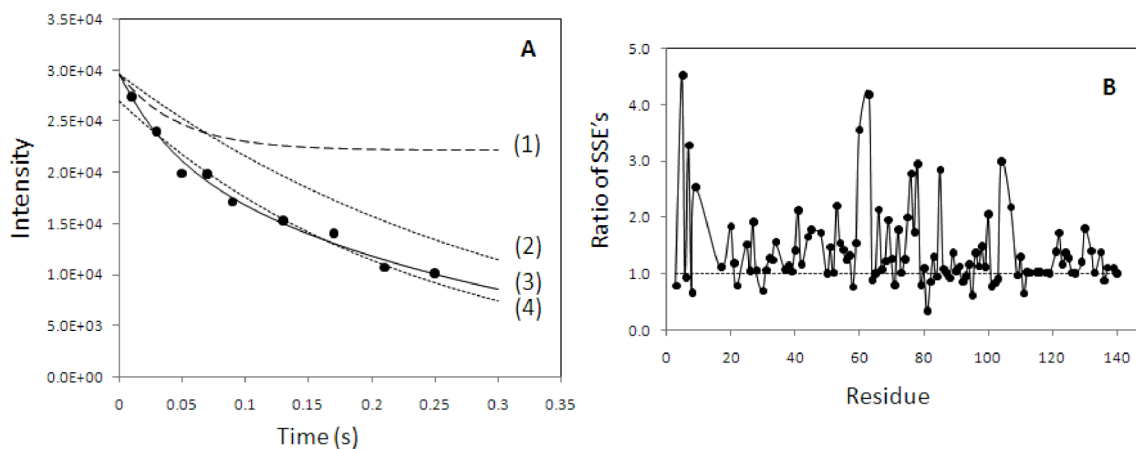 3.5E+04
3.0E+04
2.5E+04
2.0E+04
1.5E+04
1.0E+04
5.0E+03
0.0E+00
Intensity
A
(1)
(2)
(3)
(4)
0 0.05 0.1 0.15 0.2 0.25 0.3 0.35
Time (s)
5.0
4.0
3.0
2.0
1.0
0.0
Ratio of SSE's
B
0 20 40 60 80 100 120 140
Residue